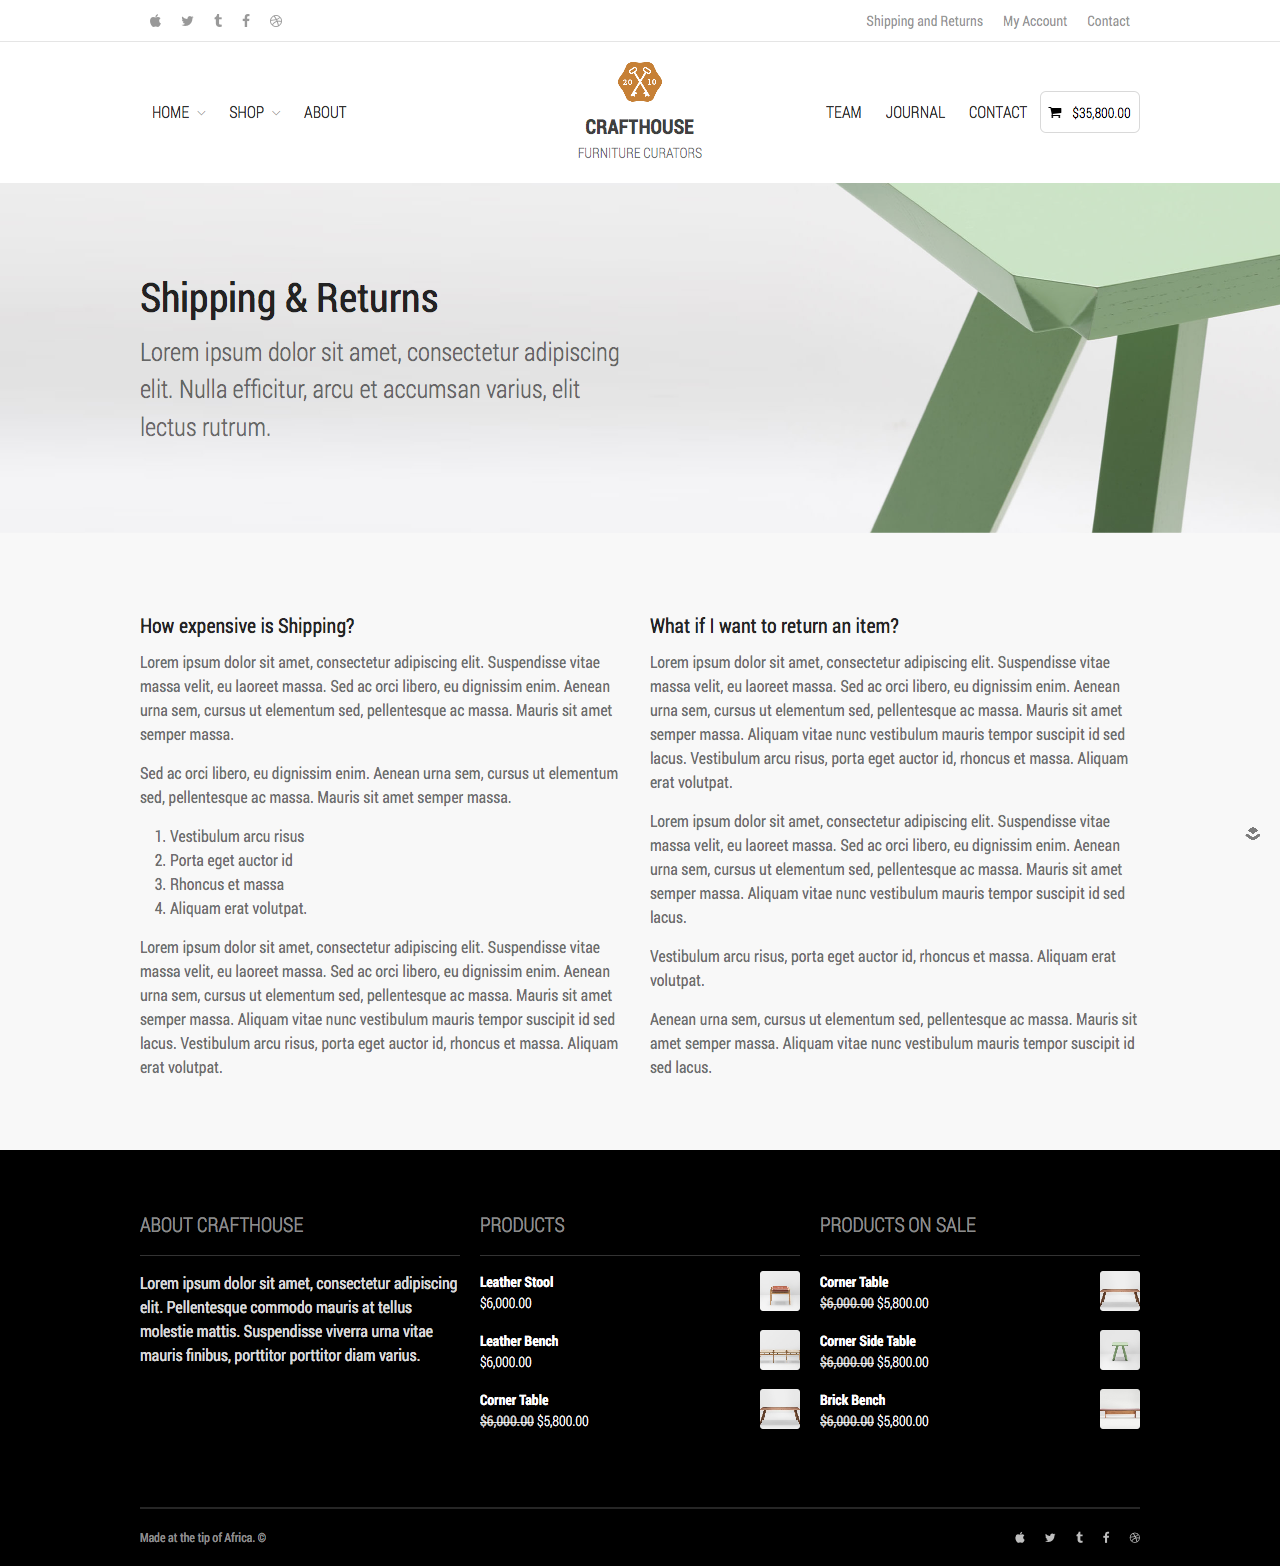 Shipping and Returns My Account Contact
HOME SHOP ABOUT
20 10
CRAFTHOUSE
FURNITURE CURATORS
TEAM JOURNAL CONTACT $35,800.00
Shipping & Returns
Lorem ipsum dolor sit amet, consectetur adipiscing
elit. Nulla efficitur, arcu et accumsan varius, elit
lectus rutrum.
How expensive is Shipping?
Lorem ipsum dolor sit amet, consectetur adipiscing elit. Suspendisse vitae
massa velit, eu laoreet massa. Sed ac orci libero, eu dignissim enim. Aenean
urna sem, cursus ut elementum sed, pellentesque ac massa. Mauris sit amet
semper massa.
Sed ac orci libero, eu dignissim enim. Aenean urna sem, cursus ut elementum
sed, pellentesque ac massa. Mauris sit amet semper massa.
1. Vestibulum arcu risus
2. Porta eget auctor id
3. Rhoncus et massa
4. Aliquam erat volutpat.
Lorem ipsum dolor sit amet, consectetur adipiscing elit. Suspendisse vitae
massa velit, eu laoreet massa. Sed ac orci libero, eu dignissim enim. Aenean
urna sem, cursus ut elementum sed, pellentesque ac massa. Mauris sit amet
semper massa. Aliquam vitae nunc vestibulum mauris tempor suscipit id sed
lacus. Vestibulum arcu risus, porta eget auctor id, rhoncus et massa. Aliquam
erat volutpat.
What if I want to return an item?
Lorem ipsum dolor sit amet, consectetur adipiscing elit. Suspendisse vitae
massa velit, eu laoreet massa. Sed ac orci libero, eu dignissim enim. Aenean
urna sem, cursus ut elementum sed, pellentesque ac massa. Mauris sit amet
semper massa. Aliquam vitae nunc vestibulum mauris tempor suscipit id sed
lacus. Vestibulum arcu risus, porta eget auctor id, rhoncus et massa. Aliquam
erat volutpat.
Lorem ipsum dolor sit amet, consectetur adipiscing elit. Suspendisse vitae
massa velit, eu laoreet massa. Sed ac orci libero, eu dignissim enim. Aenean
urna sem, cursus ut elementum sed, pellentesque ac massa. Mauris sit amet
semper massa. Aliquam vitae nunc vestibulum mauris tempor suscipit id sed
lacus.
Vestibulum arcu risus, porta eget auctor id, rhoncus et massa. Aliquam erat
volutpat.
Aenean urna sem, cursus ut elementum sed, pellentesque ac massa. Mauris sit
amet semper massa. Aliquam vitae nunc vestibulum mauris tempor suscipit id
sed lacus.
ABOUT CRAFTHOUSE
Lorem ipsum dolor sit amet, consectetur adipiscing
elit. Pellentesque commodo mauris at tellus
molestie mattis. Suspendisse viverra urna vitae
mauris finibus, porttitor porttitor diam varius.
PRODUCTS
Leather Stool
$6,000.00
Leather Bench
$6,000.00
Corner Table
$6,000.00 $5,800.00
PRODUCTS ON SALE
Corner Table
$6,000.00 $5,800.00
Corner Side Table
$6,000.00 $5,800.00
Brick Bench
$6,000.00 $5,800.00
Made at the tip of Africa. ©